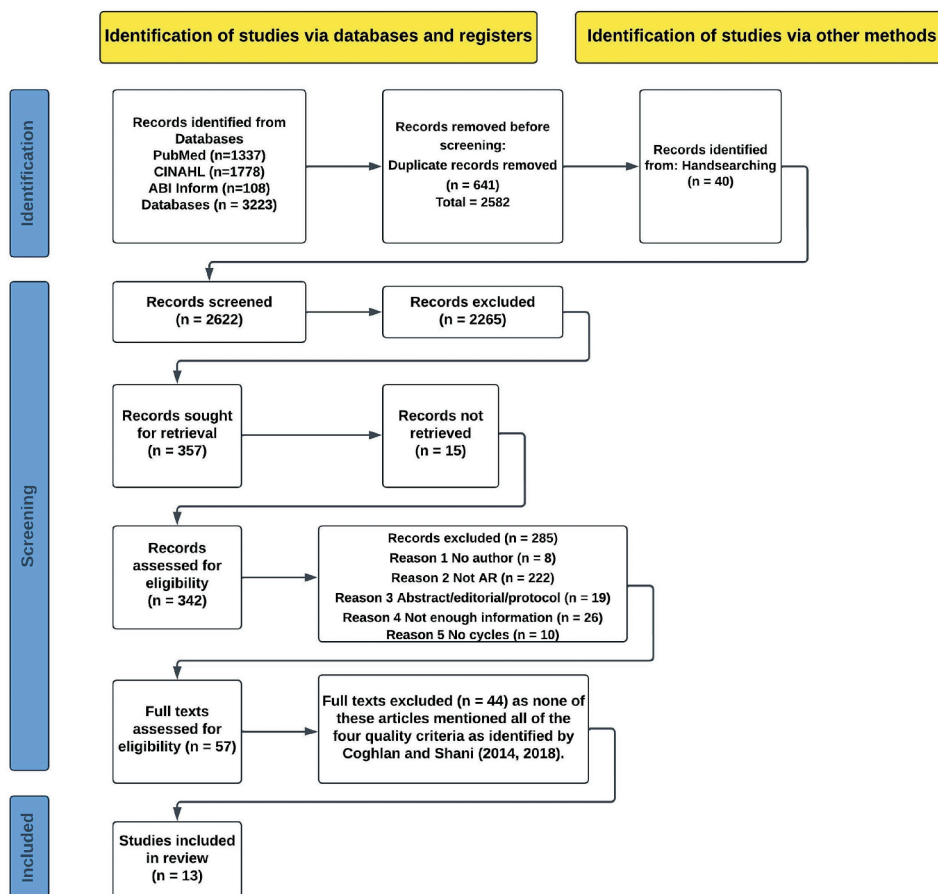 Identification of studies via databases and registers
Identification of studies via other methods
Identification
Records identified from
Databases
PubMed (n=1337)
CINAHL (n=1778)
ABI Inform (n=108)
Databases (n = 3223)
Records removed before
screening:
Duplicate records removed
(n = 641)
Total = 2582
Records identified
from: Handsearching
(n = 40)
Screening
Records screened
(n = 2622)
Records excluded
(n = 2265)
Records sought
for retrieval
(n = 357)
Records not
retrieved
(n = 15)
Records
assessed for
eligibility
(n = 342)
Records excluded (n = 285)
Reason 1 No author (n = 8)
Reason 2 Not AR (n = 222)
Reason 3 Abstract/editorial/protocol (n = 19)
Reason 4 Not enough information (n = 26)
Reason 5 No cycles (n = 10)
Full texts
assessed for
eligibility (n = 57)
Full texts excluded (n = 44) as none of
these articles mentioned all of the
four quality criteria as identified by
Coghlan and Shani (2014, 2018).
Included
Studies included
in review
(n = 13)